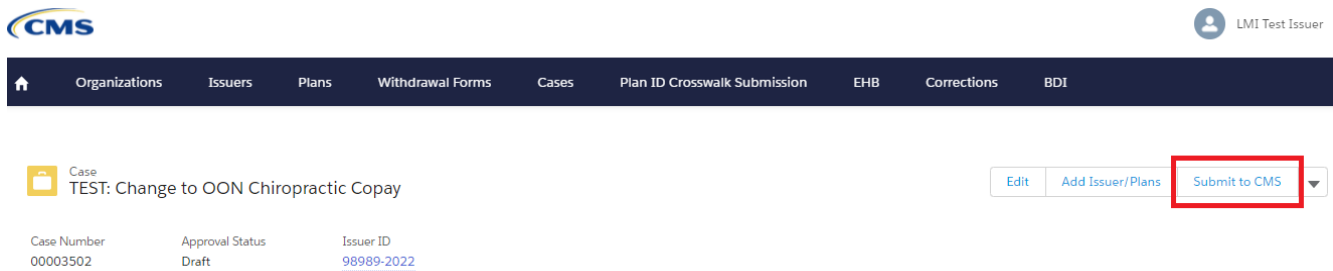 CMS
LMI Test Issuer
Organizations Issuers Plans Withdrawal Forms Cases Plan ID Crosswalk Submission EHB Corrections BDI
Case
TEST: Change to OON Chiropractic Copay
Edit Add Issuer/Plans Submit to CMS
Case Number Approval Status Issuer ID
00003502 Draft 98989-2022